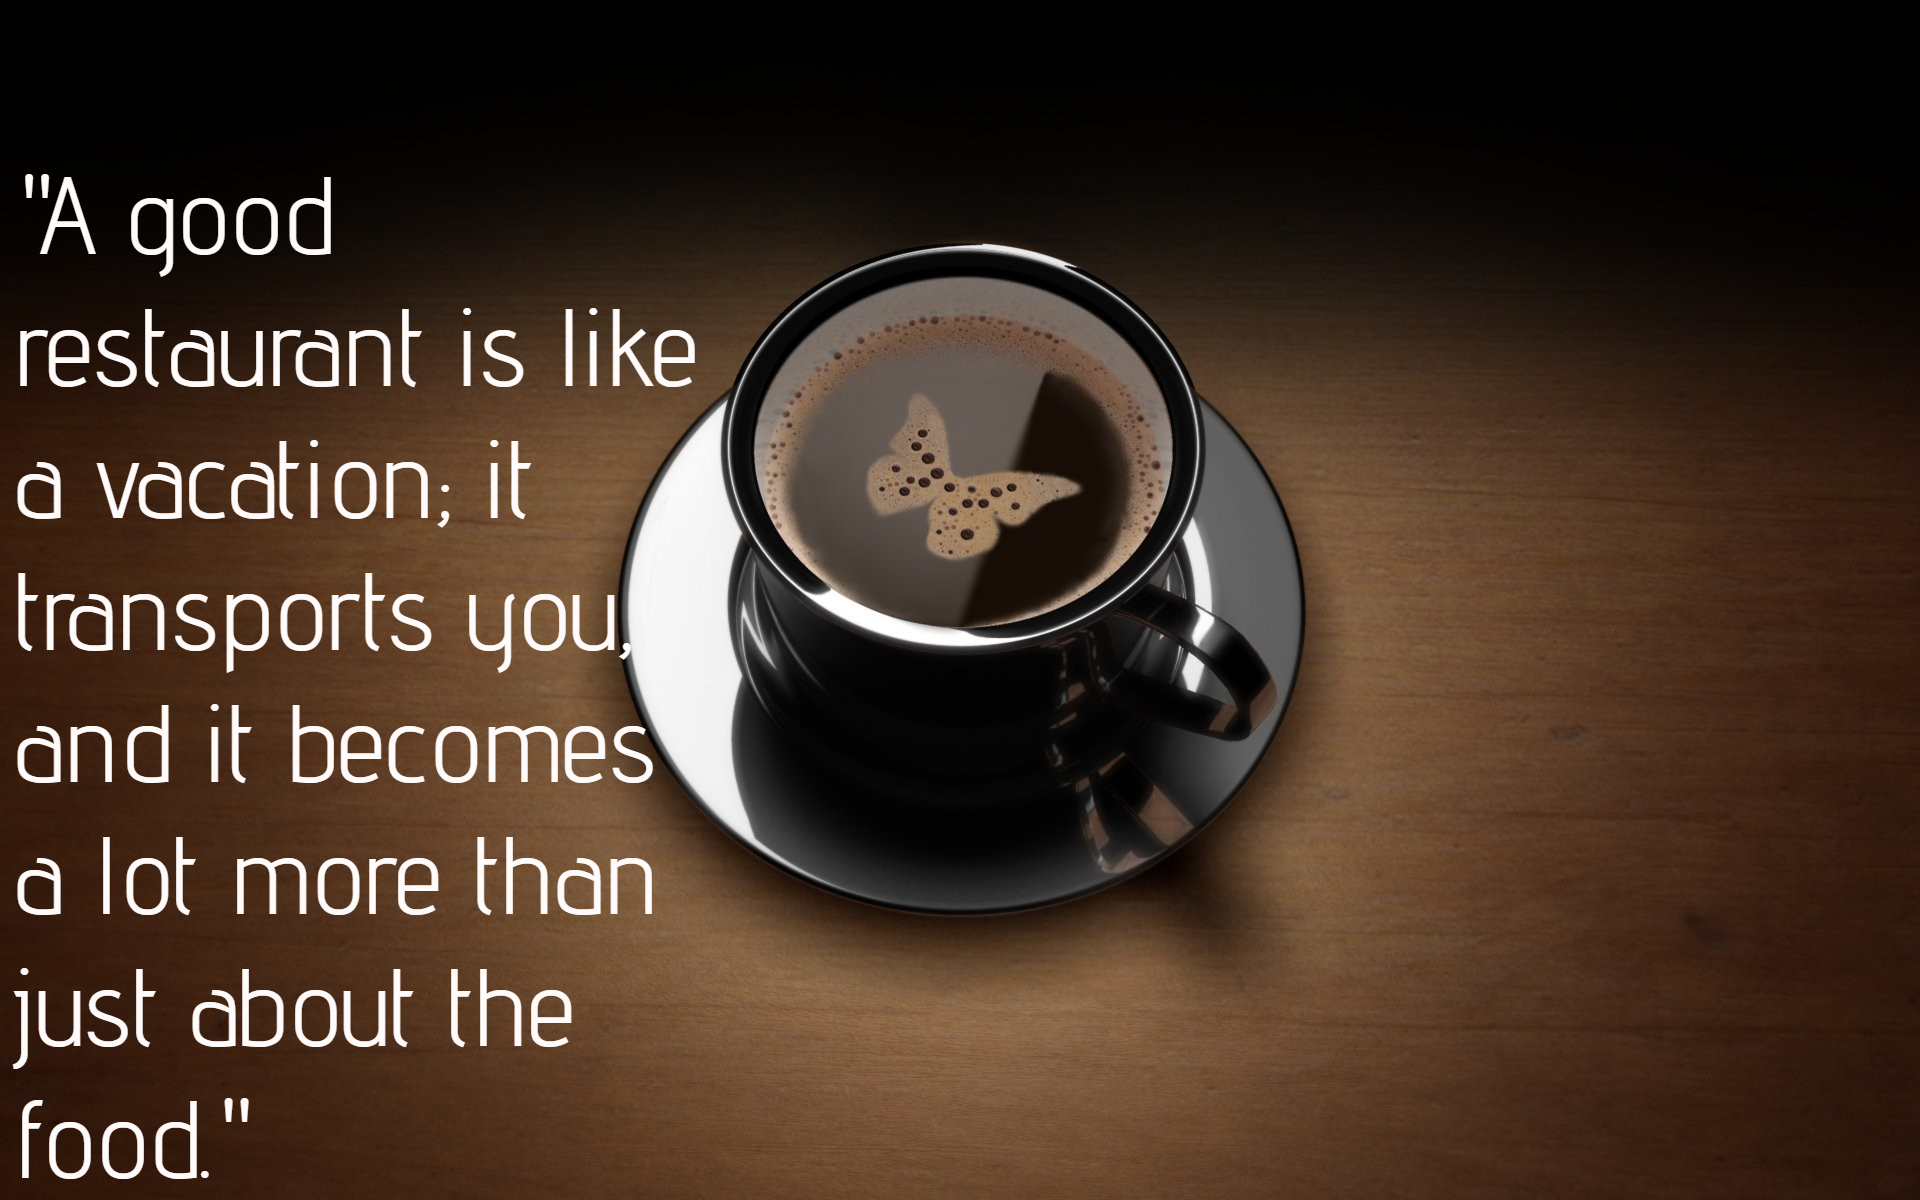 "A good
restaurant is like
a vacation; it
transports you,
and it becomes
a lot more than
just about the
food."